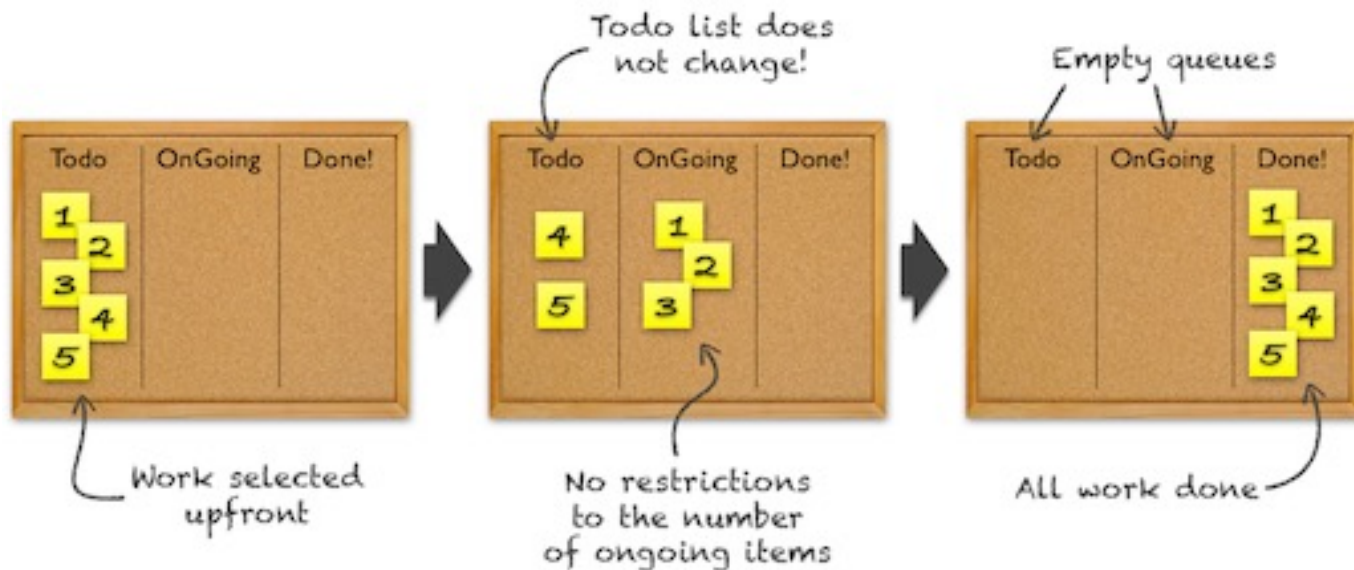 Todo list does
not change!
Empty queues
Todo OnGoing Done!
1
2
3
4
5
Todo OnGoing Done!
4
5
1
2
3
Todo OnGoing Done!
1
2
3
4
5
Work selected
upfront
No restrictions
to the number
of ongoing items
All work done